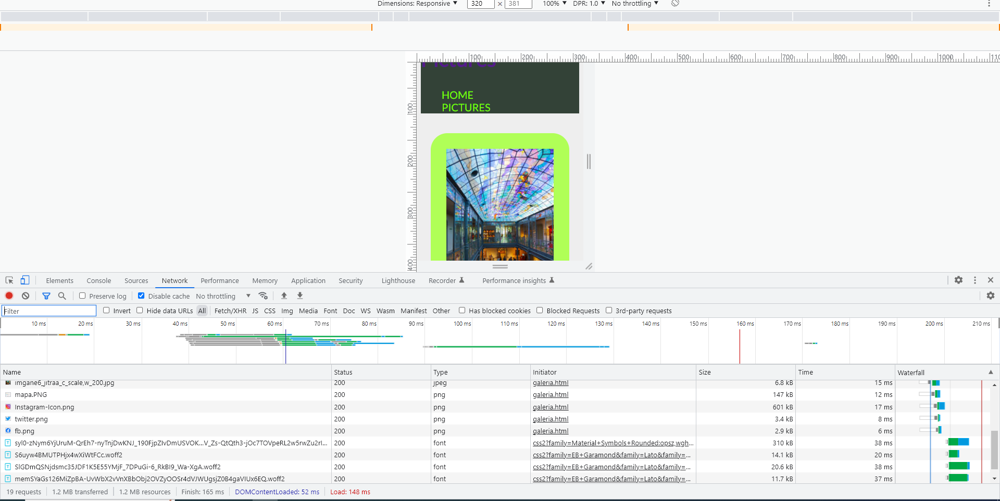 Dimensions: Responsive ▼ 320 × 381 100% ▼ DPR: 1.0 ▼ No throttling ▼
100 200 300 400 500 600 700 800 900 1000 110
100
200
300
400
Pictures
HOME
PICTURES
Elements Console Sources Network Performance Memory Application Security Lighthouse Recorder Performance insights
Preserve log Disable cache No throttling ▼
Filter Invert Hide data URLs All Fetch/XHR JS CSS Img Media Font Doc WS Wasm Manifest Other Has blocked cookies Blocked Requests 3rd-party requests
10 ms 20 ms 30 ms 40 ms 50 ms 60 ms 70 ms 80 ms 90 ms 100 ms 110 ms 120 ms 130 ms 140 ms 150 ms 160 ms 170 ms 180 ms 190 ms 200 ms 210 ms
Name Status Type Initiator Size Time Waterfall
imgane6_jitraa_c_scale,w_200.jpg 200 jpeg galeria.html 6.8 kB 15 ms
mapa.PNG 200 png galeria.html 147 kB 12 ms
Instagram-Icon.png 200 png galeria.html 601 kB 17 ms
twitter.png 200 png galeria.html 3.4 kB 8 ms
fb.png 200 png galeria.html 2.9 kB 6 ms
syl0-zNym6YjUruM-QrEh7-nyTnjDwKNJ_190FjpZIvDmUSVOK...V_Zs-QtQth3-jOc7TOVpeRL2w5rwZu2rI... 200 font css2?family=Material+Symbols+Rounded:opsz,wgh... 310 kB 38 ms
S6uyw4BMUTPHjx4wXiWtFCc.woff2 200 font css2?family=EB+Garamond&family=Lato&family=... 14.1 kB 20 ms
SlGDmQSNjdsmc35JDF1K5E55YMjF_7DPuGi-6_RkBI9_Wa-XgA.woff2 200 font css2?family=EB+Garamond&family=Lato&family=... 20.6 kB 38 ms
memSYaGs126MiZpBA-UvWbX2vVnXBbObj2OVZyOOSr4dVJWUgsjZ0B4gaVIUx6EQ.woff2 200 font css2?family=EB+Garamond&family=Lato&family=... 11.7 kB 37 ms
19 requests 1.2 MB transferred 1.2 MB resources Finish: 165 ms DOMContentLoaded: 52 ms Load: 148 ms